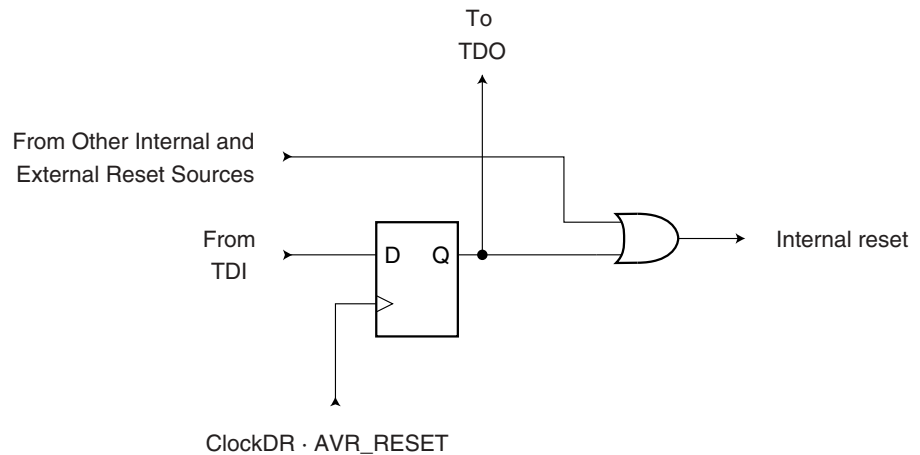 To
TDO
From Other Internal and
External Reset Sources
From
TDI
D
Q
Internal reset
ClockDR · AVR_RESET